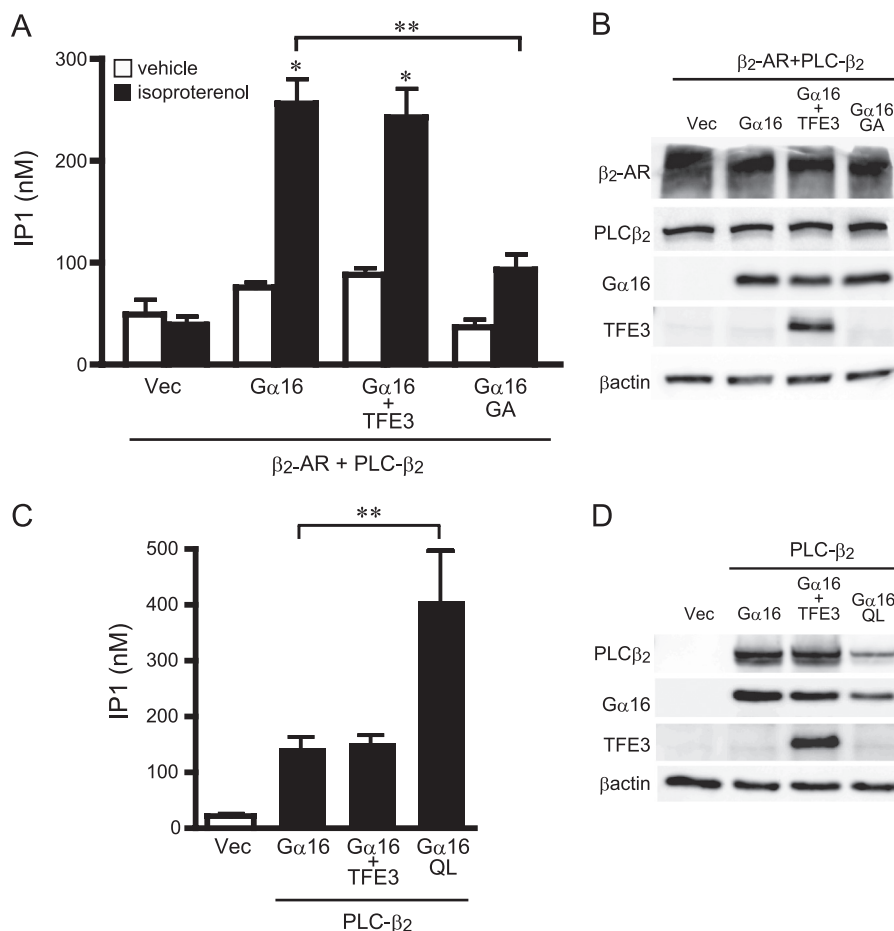 A
300
200
100
0
IP1 (nM)
vehicle
isoproterenol
**
*
*
Vec
Gα16
Gα16
+
TFE3
Gα16
GA
β2-AR + PLC-β2
B
β2-AR+PLC-β2
Vec
Gα16
Gα16
+
TFE3
Gα16
GA
β2-AR
PLCβ2
Gα16
TFE3
βactin
C
500
400
300
200
100
0
IP1 (nM)
**
Vec
Gα16
Gα16
+
TFE3
Gα16
QL
PLC-β2
D
PLC-β2
Vec
Gα16
Gα16
+
TFE3
Gα16
QL
PLCβ2
Gα16
TFE3
βactin